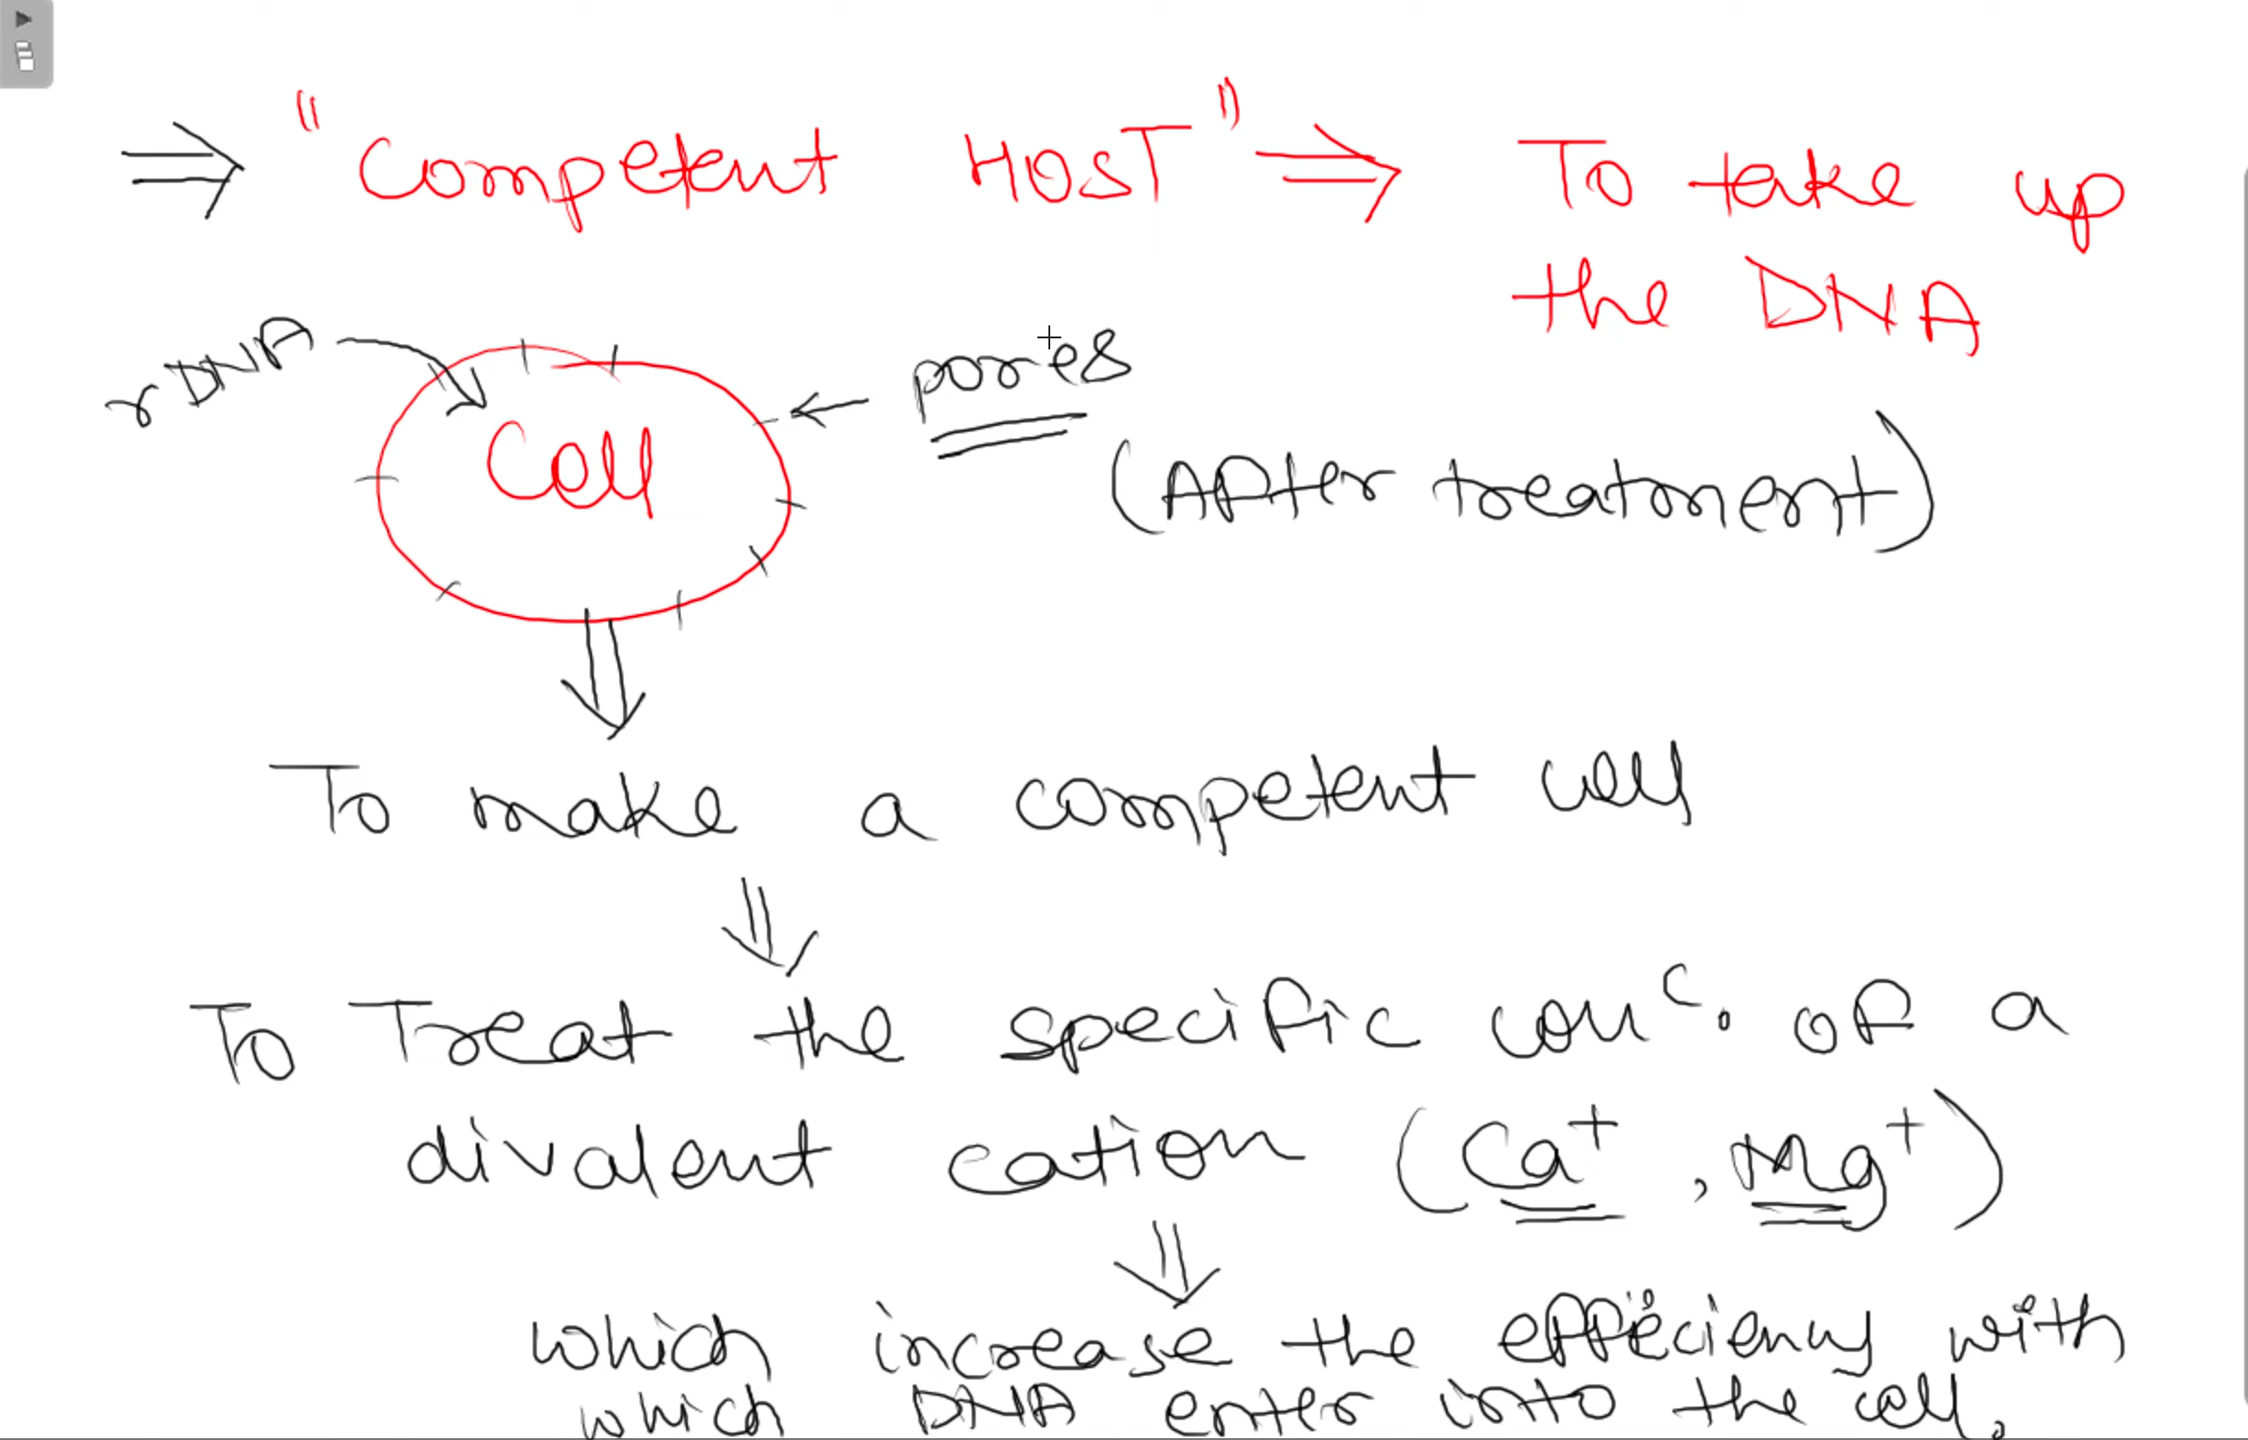 ⇒ "Competent HOST" ⇒ To take up
the DNA
rDNA
Cell
← pores
(After treatment)
To make a competent cell
To Treat the specific conc. of a
divalent cation (Ca⁺, Mg⁺)
which increase the efficiency with
which DNA enter into the cell.